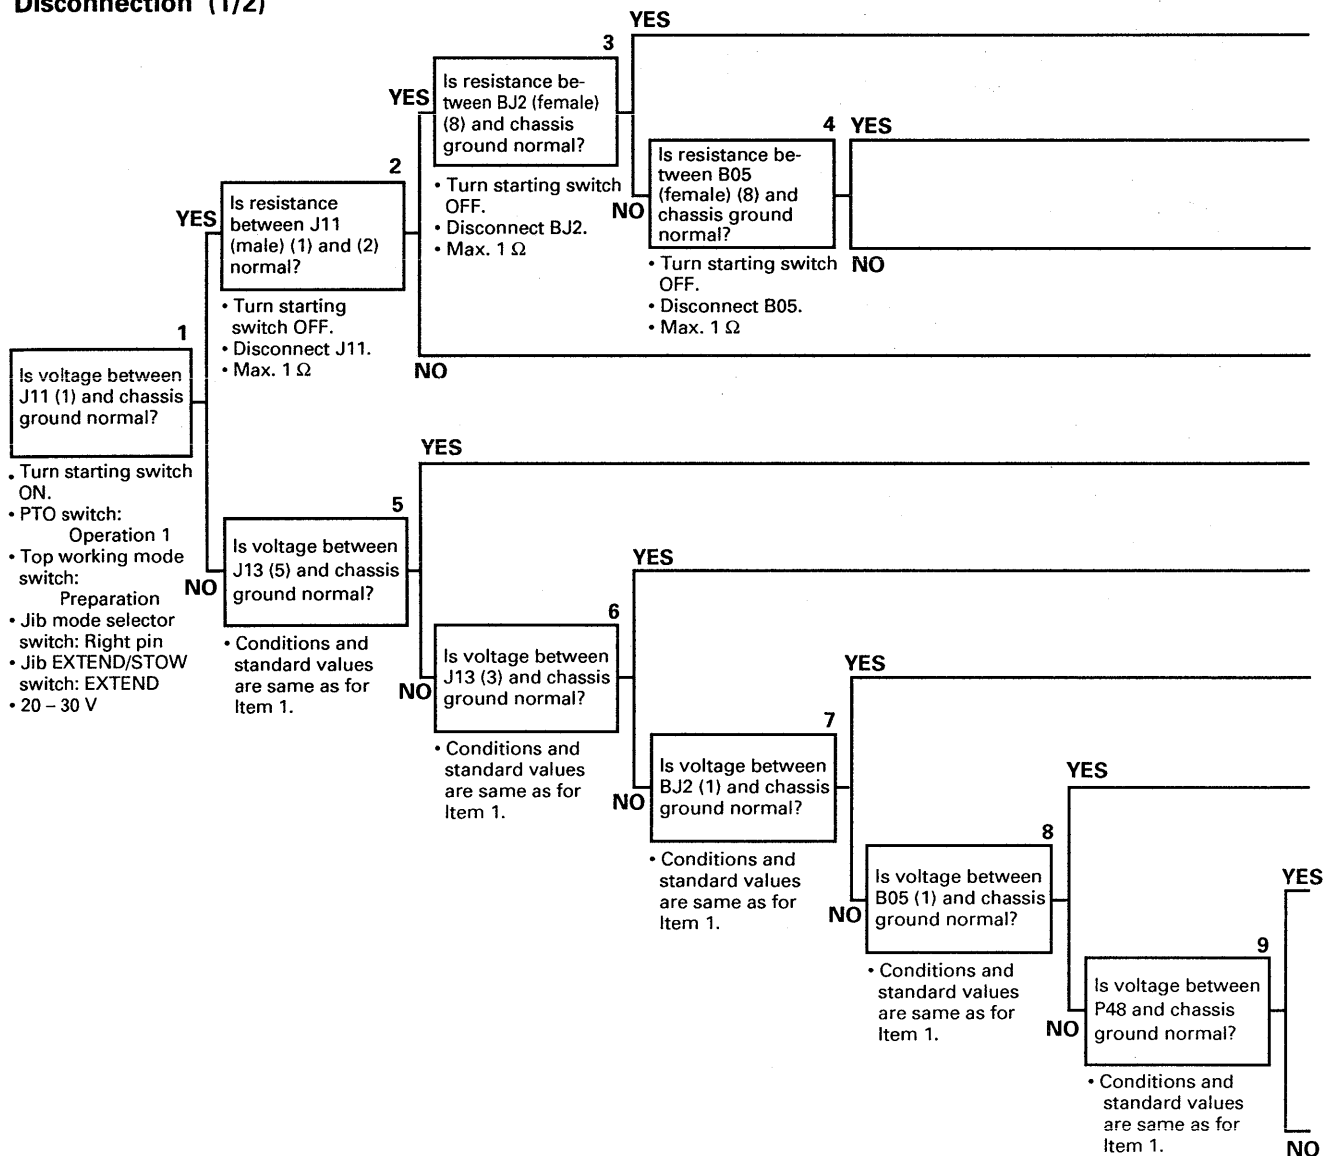 Disconnection (1/2)
YES
3
Is resistance be-
tween BJ2 (female)
(8) and chassis
ground normal?
YES
• Turn starting switch
OFF.
• Disconnect BJ2.
• Max. 1 Ω
4
YES
Is resistance be-
tween B05
(female) (8) and
chassis ground
normal?
NO
• Turn starting switch
OFF.
• Disconnect B05.
• Max. 1 Ω
NO
2
YES
Is resistance
between J11
(male) (1) and (2)
normal?
• Turn starting
switch OFF.
• Disconnect J11.
• Max. 1 Ω
NO
1
Is voltage between
J11 (1) and chassis
ground normal?
• Turn starting switch
ON.
• PTO switch:
Operation 1
• Top working mode
switch:
Preparation
• Jib mode selector
switch: Right pin
• Jib EXTEND/STOW
switch: EXTEND
• 20 – 30 V
YES
5
NO
Is voltage between
J13 (5) and chassis
ground normal?
• Conditions and
standard values
are same as for
Item 1.
YES
6
NO
Is voltage between
J13 (3) and chassis
ground normal?
• Conditions and
standard values
are same as for
Item 1.
YES
7
NO
Is voltage between
BJ2 (1) and chassis
ground normal?
• Conditions and
standard values
are same as for
Item 1.
YES
8
NO
Is voltage between
B05 (1) and chassis
ground normal?
• Conditions and
standard values
are same as for
Item 1.
YES
9
NO
Is voltage between
P48 and chassis
ground normal?
• Conditions and
standard values
are same as for
Item 1.
NO